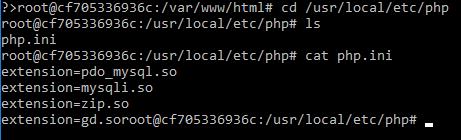 ?>root@cf705336936c:/var/www/html# cd /usr/local/etc/php
root@cf705336936c:/usr/local/etc/php# ls
php.ini
root@cf705336936c:/usr/local/etc/php# cat php.ini
extension=pdo_mysql.so
extension=mysqli.so
extension=zip.so
extension=gd.soroot@cf705336936c:/usr/local/etc/php#